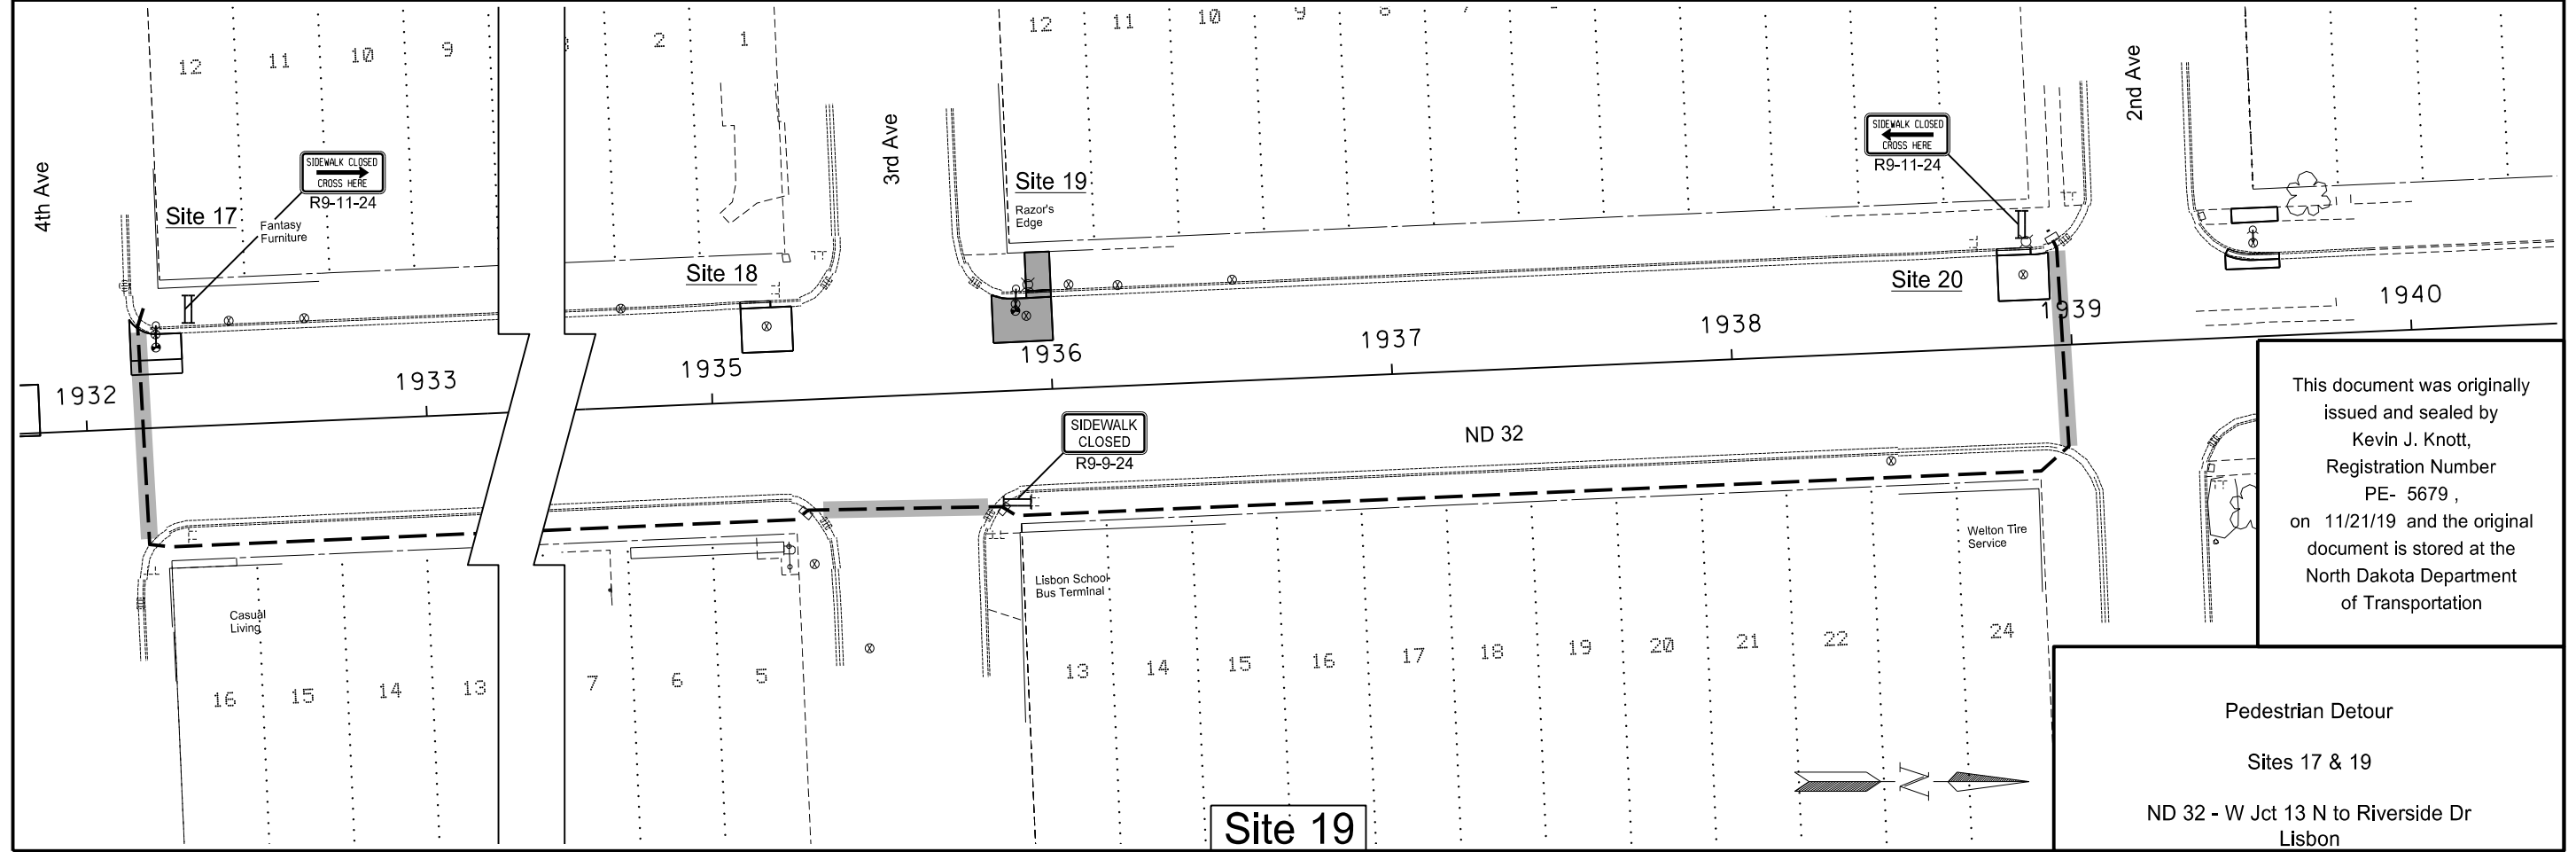 12
11
10
9
2
1
12
11
10
4th Ave
3rd Ave
2nd Ave
SIDEWALK CLOSED
CROSS HERE
R9-11-24
Site 17
Fantasy
Furniture
Site 18
Site 19
Razor's
Edge
SIDEWALK CLOSED
CROSS HERE
R9-11-24
Site 20
1932
1933
1935
1936
1937
1938
1939
1940
SIDEWALK
CLOSED
R9-9-24
ND 32
Casual
Living
Lisbon School
Bus Terminal
Welton Tire
Service
16
15
14
13
7
6
5
13
14
15
16
17
18
19
20
21
22
24
N
Site 19
This document was originally
issued and sealed by
Kevin J. Knott,
Registration Number
PE- 5679 ,
on 11/21/19 and the original
document is stored at the
North Dakota Department
of Transportation
Pedestrian Detour
Sites 17 & 19
ND 32 - W Jct 13 N to Riverside Dr
Lisbon